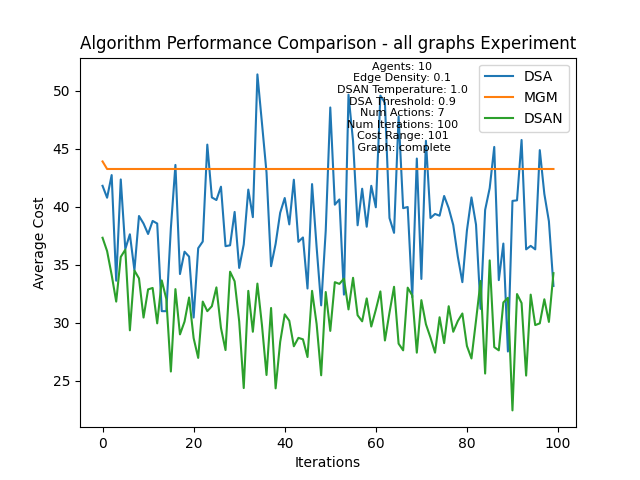 Algorithm Performance Comparison - all graphs Experiment
Agents: 10
Edge Density: 0.1
DSAN Temperature: 1.0
DSA Threshold: 0.9
Num Actions: 7
Num Iterations: 100
Cost Range: 101
Graph: complete
DSA
MGM
DSAN
Average Cost
50
45
40
35
30
25
0
20
40
60
80
100
Iterations